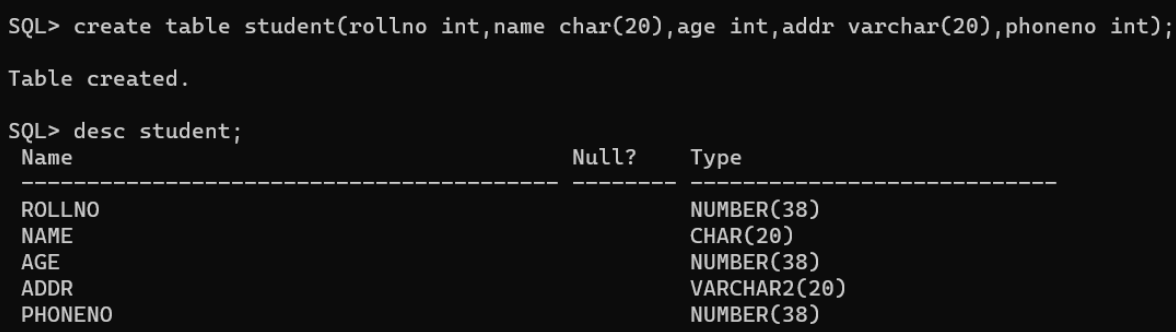 SQL> create table student(rollno int,name char(20),age int,addr varchar(20),phoneno int);
Table created.
SQL> desc student;
Name Null? Type
----------------------------------------- -------- ----------------------------
ROLLNO NUMBER(38)
NAME CHAR(20)
AGE NUMBER(38)
ADDR VARCHAR2(20)
PHONENO NUMBER(38)